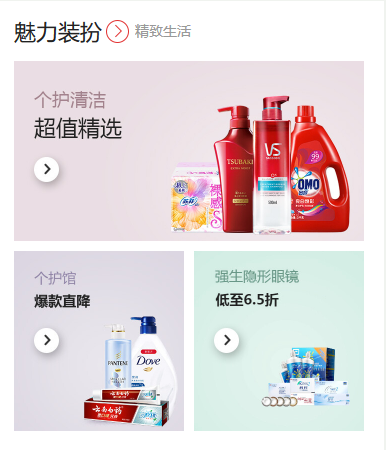 魅力装扮
精致生活
个护清洁
超值精选
TSUBAKI
VS
OMO
99
个护馆
爆款直降
PANTENE
Dove
云南白药
强生隐形眼镜
低至6.5折